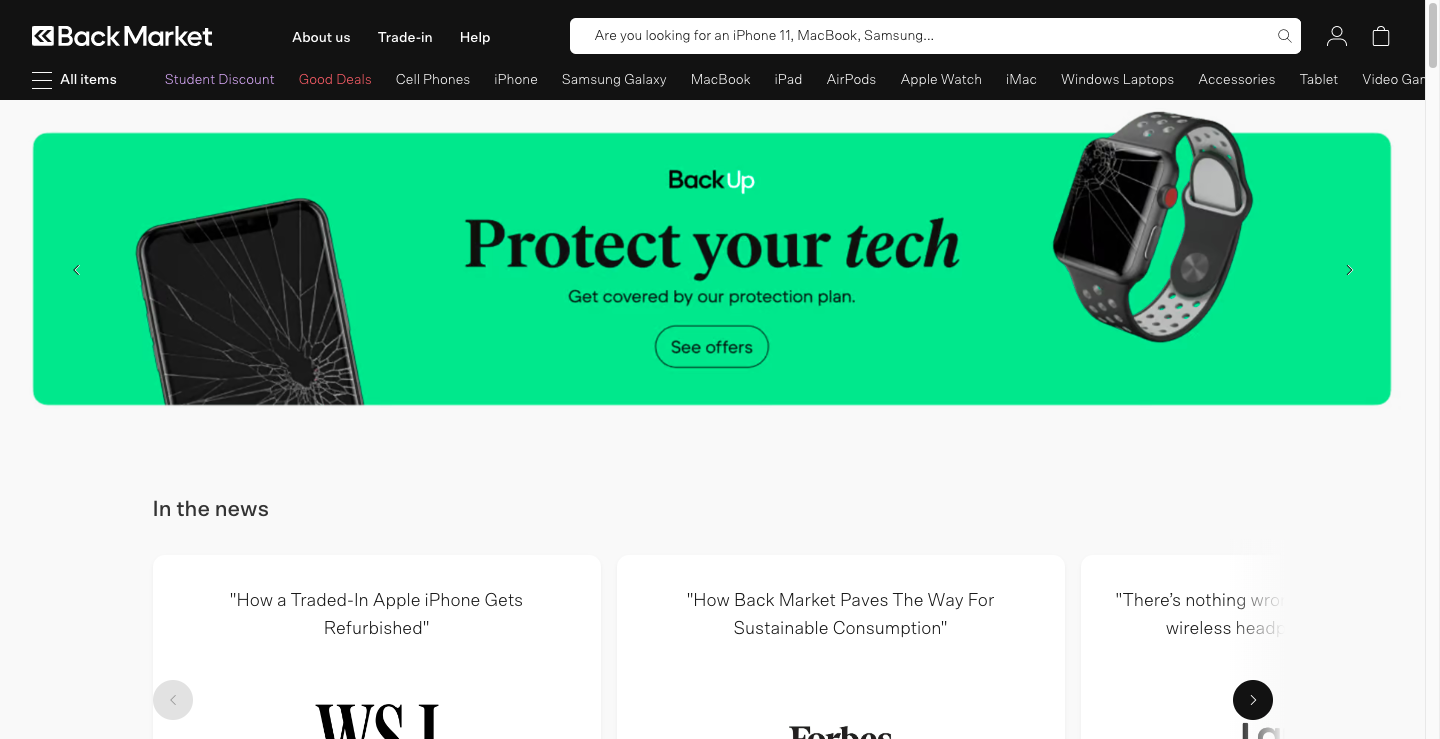 Back Market
About us
Trade-in
Help
Are you looking for an iPhone 11, MacBook, Samsung...
All items
Student Discount
Good Deals
Cell Phones
iPhone
Samsung Galaxy
MacBook
iPad
AirPods
Apple Watch
iMac
Windows Laptops
Accessories
Tablet
Video Gam
BackUp
Protect your tech
Get covered by our protection plan.
See offers
In the news
"How a Traded-In Apple iPhone Gets
Refurbished"
"How Back Market Paves The Way For
Sustainable Consumption"
"There's nothing wro
wireless headp
WSJ
Forbes